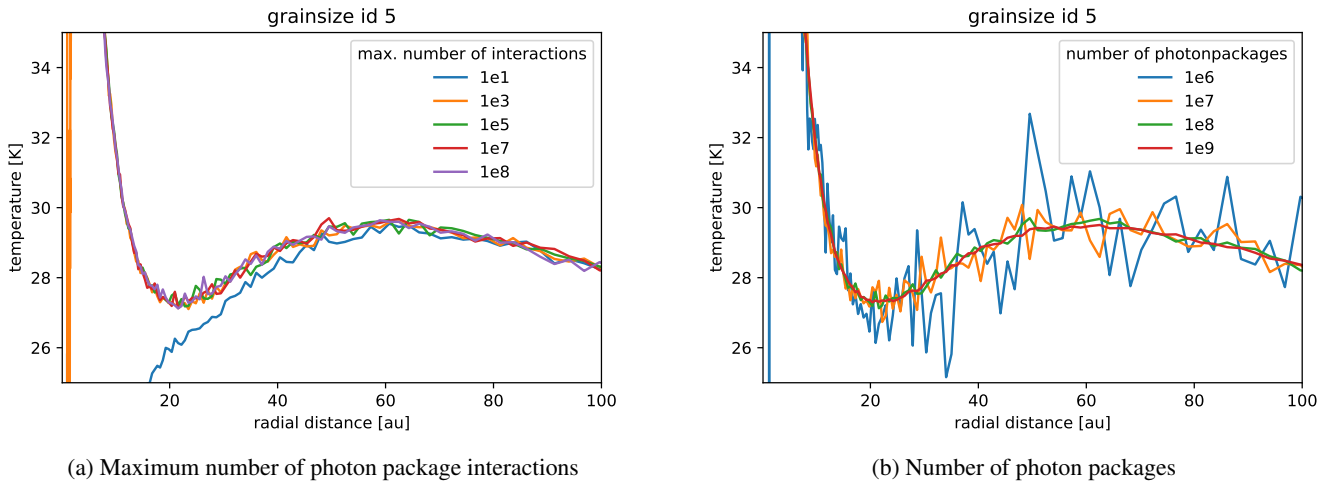 grainsize id 5
max. number of interactions
1e1
1e3
1e5
1e7
1e8
34
32
30
28
26
temperature [K]
20
40
60
80
100
radial distance [au]
(a) Maximum number of photon package interactions
grainsize id 5
number of photonpackages
1e6
1e7
1e8
1e9
34
32
30
28
26
temperature [K]
20
40
60
80
100
radial distance [au]
(b) Number of photon packages